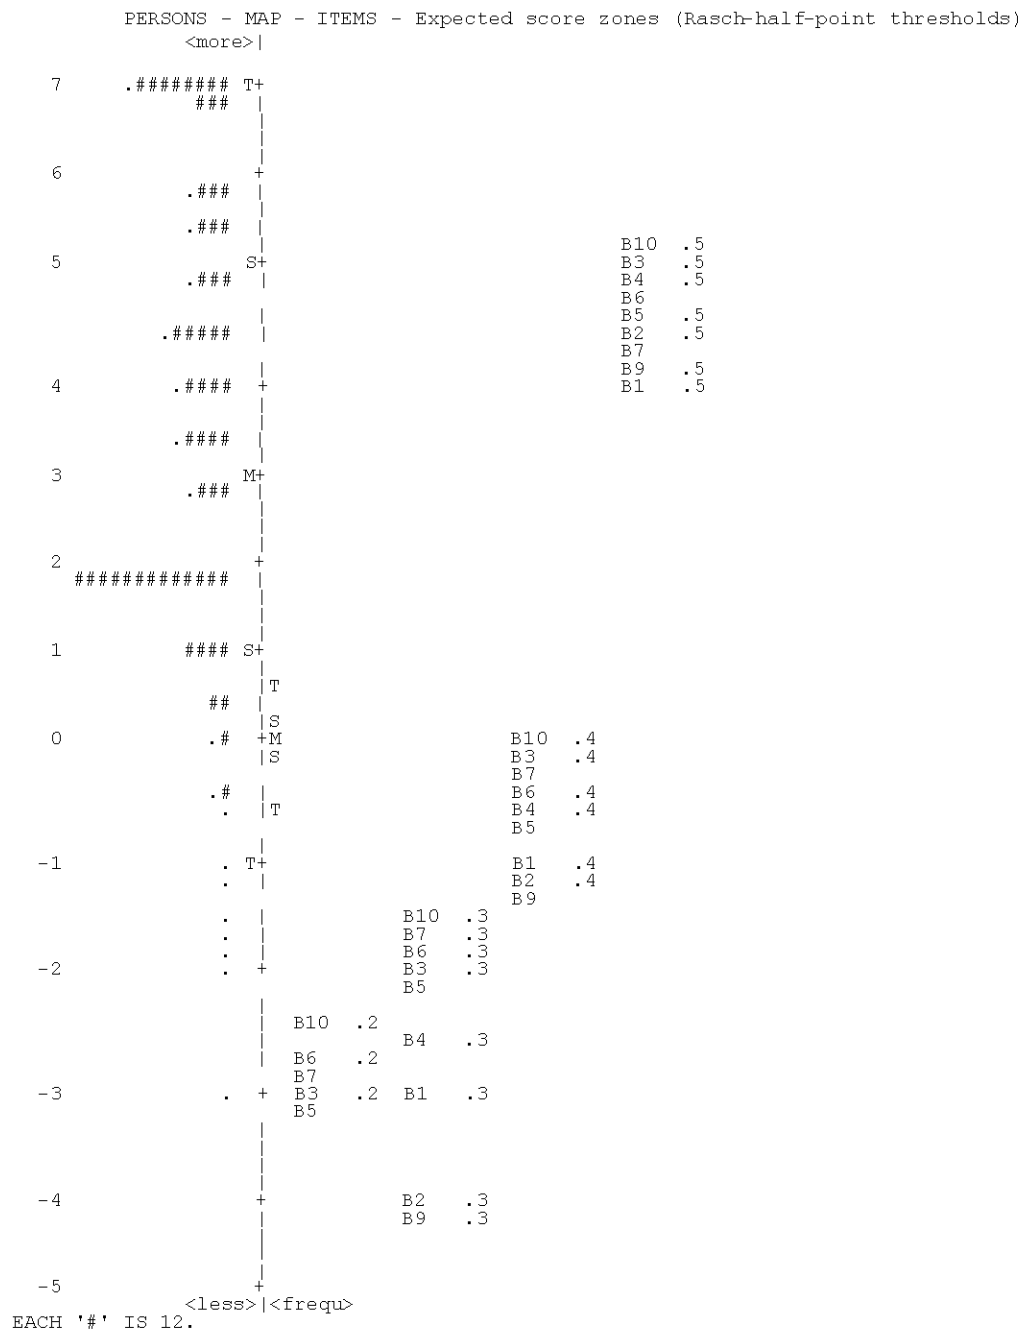 PERSONS - MAP - ITEMS - Expected score zones (Rasch-half-point thresholds)
<more>|
7 .######## T+
### |
|
|
|
6 +
.### |
|
.### |
| B10 .5
5 S+ B3 .5
.### | B4 .5
B6
| B5 .5
.##### | B2 .5
B7
| B9 .5
4 .#### + B1 .5
|
|
.#### |
|
3 M+
.### |
|
|
|
2 +
############# |
|
|
|
1 #### S+
|
|T
## |
|S
0 .# +M B10 .4
|S B3 .4
B7
.# | B6 .4
. |T B4 .4
B5
|
-1 . T+ B1 .4
. | B2 .4
B9
. | B10 .3
. | B7 .3
. | B6 .3
-2 . + B3 .3
B5
|
| B10 .2
| B4 .3
| B6 .2
B7
-3 . + B3 .2 B1 .3
B5
|
|
|
|
-4 + B2 .3
| B9 .3
|
|
|
-5 +
<less>|<frequ>
EACH '#' IS 12.